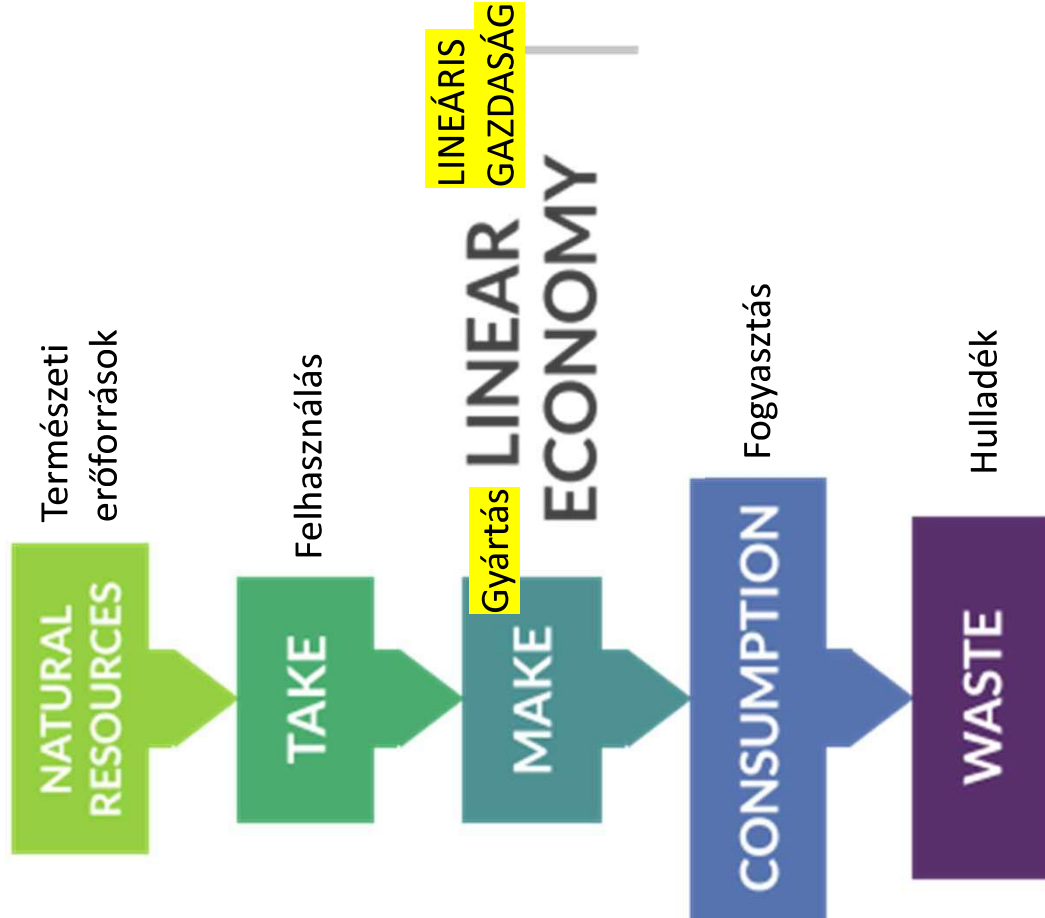 NATURAL
RESOURCES
Természeti
erőforrások
TAKE
Felhasználás
MAKE
Gyártás
LINEAR
ECONOMY
LINEÁRIS
GAZDASÁG
CONSUMPTION
Fogyasztás
WASTE
Hulladék